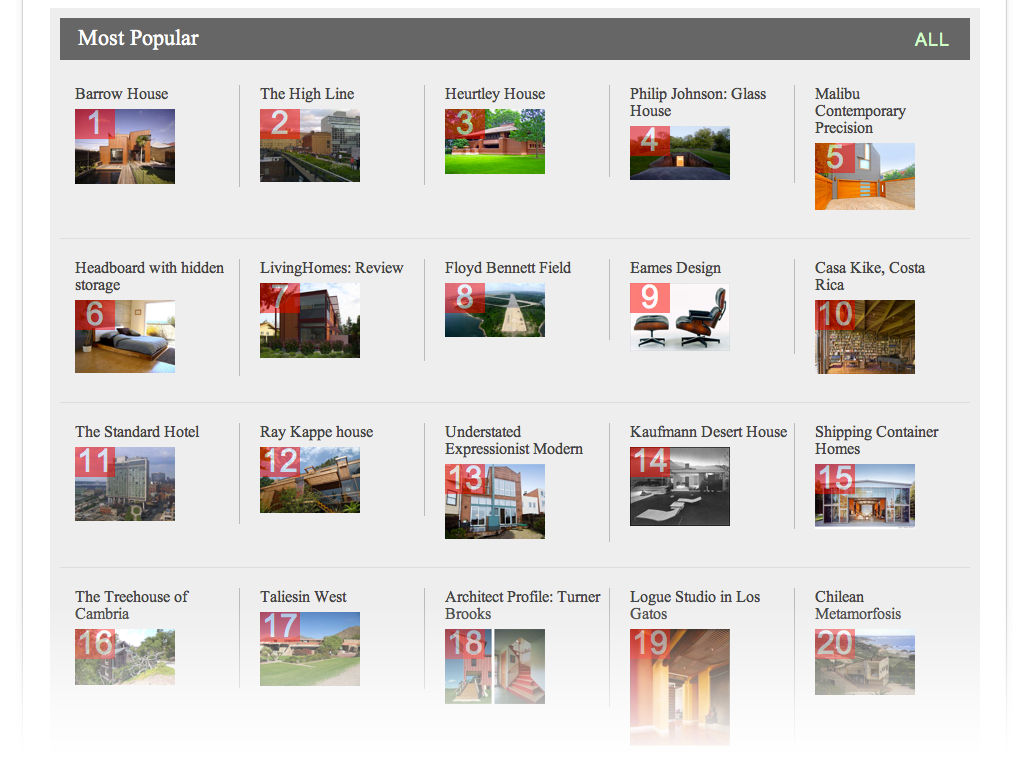 Most Popular ALL
Barrow House
1
The High Line
2
Heurtley House
3
Philip Johnson: Glass
House
4
Malibu
Contemporary
Precision
5
Headboard with hidden
storage
6
LivingHomes: Review
7
Floyd Bennett Field
8
Eames Design
9
Casa Kike, Costa
Rica
10
The Standard Hotel
11
Ray Kappe house
12
Understated
Expressionist Modern
13
Kaufmann Desert House
14
Shipping Container
Homes
15
The Treehouse of
Cambria
16
Taliesin West
17
Architect Profile: Turner
Brooks
18
Logue Studio in Los
Gatos
19
Chilean
Metamorfosis
20